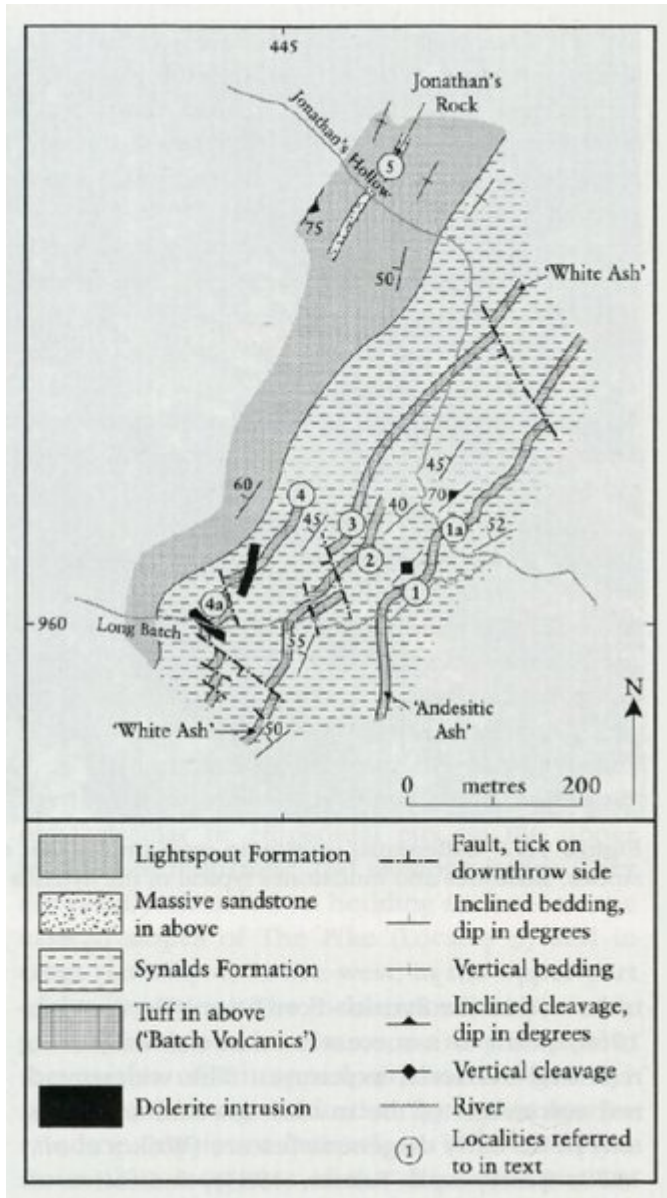 445
Jonathan's
Rock
Jonathan's Hollow
5
75
50
'White Ash'
60
4
45
3
40
45
70
1a
52
2
1
4a
960
Long Batch
55
N
'White Ash'
50
'Andesitic
Ash'
0 metres 200
Lightspout Formation
Massive sandstone
in above
Synalds Formation
Tuff in above
('Batch Volcanics')
Dolerite intrusion
Fault, tick on
downthrow side
Inclined bedding,
dip in degrees
Vertical bedding
Inclined cleavage,
dip in degrees
Vertical cleavage
River
1
Localities referred
to in text